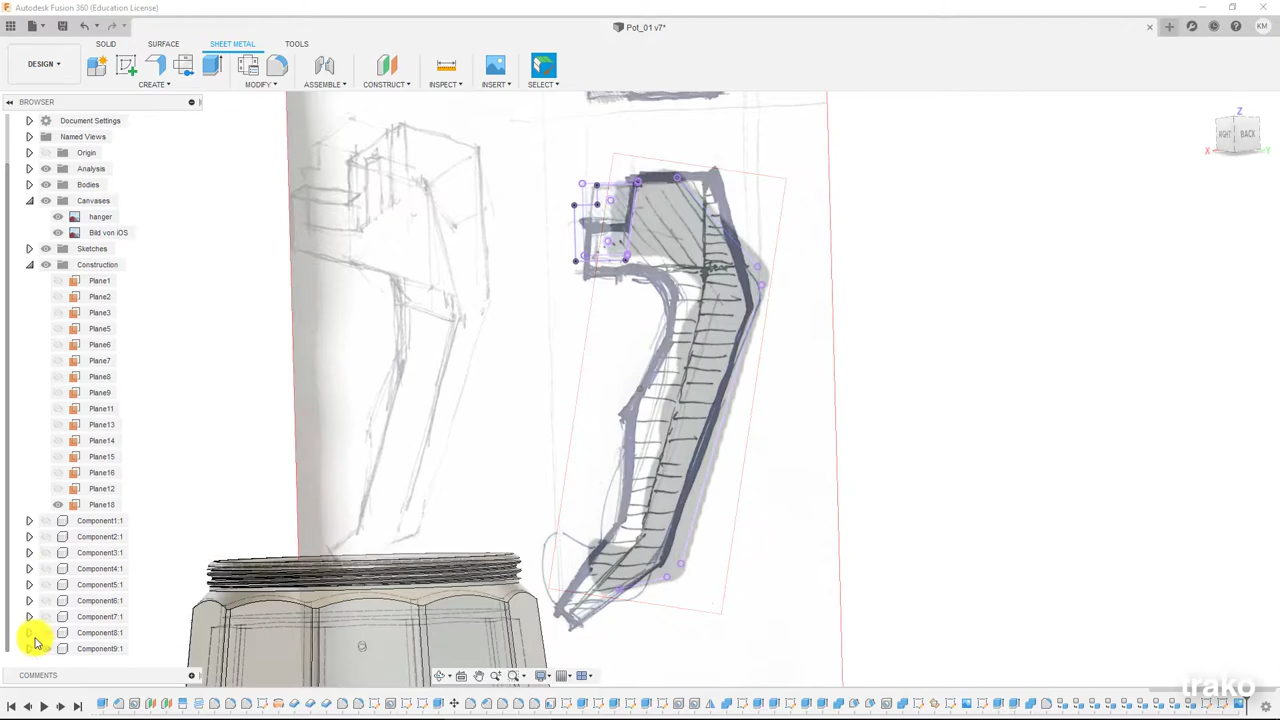 Autodesk Fusion 360 (Education License)
Pot_01 v7*
KM
SOLID SURFACE SHEET METAL TOOLS
DESIGN ▾
CREATE ▾ MODIFY ▾ ASSEMBLE ▾ CONSTRUCT ▾ INSPECT ▾ INSERT ▾ SELECT ▾
BROWSER
Document Settings
Named Views
Origin
Analysis
Bodies
Canvases
hanger
Bild von iOS
Sketches
Construction
Plane1
Plane2
Plane3
Plane5
Plane6
Plane7
Plane8
Plane9
Plane11
Plane13
Plane14
Plane15
Plane16
Plane12
Plane18
Component1:1
Component2:1
Component3:1
Component4:1
Component5:1
Component6:1
Component7:1
Component8:1
Component9:1
COMMENTS
Z
RIGHT BACK
X Y
trako